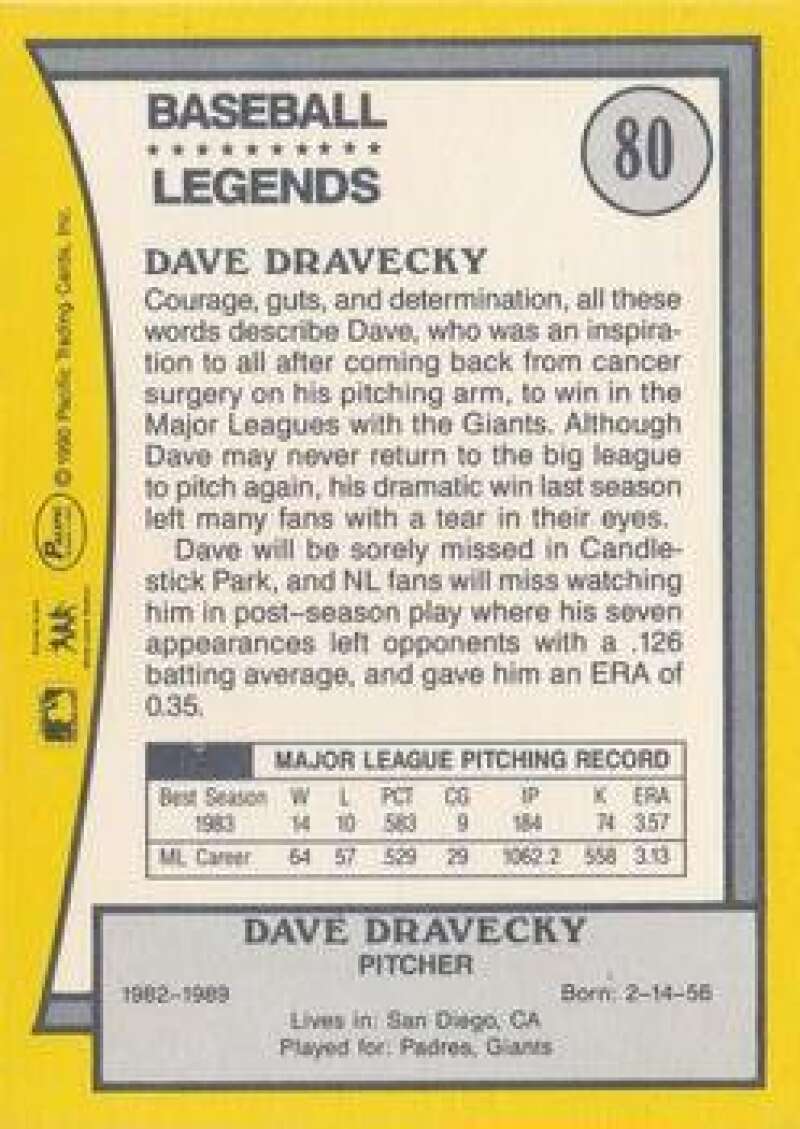 BASEBALL
LEGENDS
80
DAVE DRAVECKY
Courage, guts, and determination, all these
words describe Dave, who was an inspira-
tion to all after coming back from cancer
surgery on his pitching arm, to win in the
Major Leagues with the Giants. Although
Dave may never return to the big league
to pitch again, his dramatic win last season
left many fans with a tear in their eyes.
Dave will be sorely missed in Candle-
stick Park, and NL fans will miss watching
him in post-season play where his seven
appearances left opponents with a .126
batting average, and gave him an ERA of
0.35.
MAJOR LEAGUE PITCHING RECORD
Best Season W L PCT CG IP K ERA
1983 14 10 .583 9 184 74 3.57
ML Career 64 57 .529 29 1062.2 558 3.13
DAVE DRAVECKY
PITCHER
1982-1989 Born: 2-14-56
Lives in: San Diego, CA
Played for: Padres, Giants
© 1990 Pacific Trading Cards, Inc.
PACIFIC